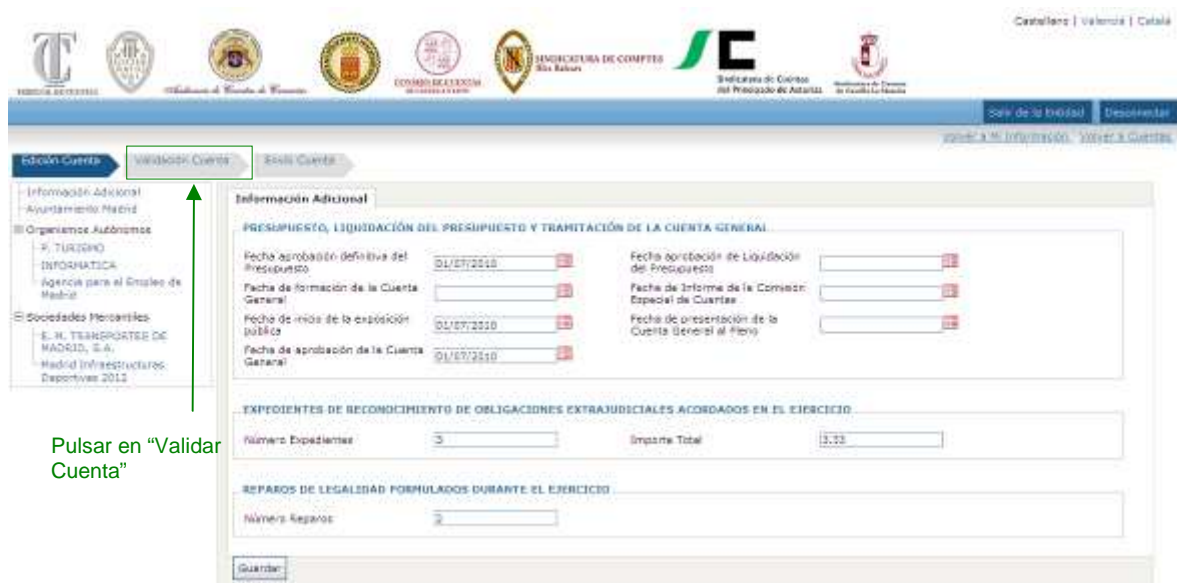 Castellano | Valencià | Català
TRIBUNAL DE CUENTAS
CONSEJO DE CUENTAS
SINDICATURA DE COMPTES
Illes Balears
Sindicatura de Cuentas
del Principado de Asturias
Salir de la Entidad Desconectar
Volver a M. Información Volver a Cuentas
Edición Cuenta Validación Cuenta Envío Cuenta
Información Adicional
Ayuntamiento Madrid
Organismos Autónomos
P. TURISMO
INFORMATICA
Agencia para el Empleo de
Madrid
Sociedades Mercantiles
E. M. TRANSPORTES DE
MADRID, S.A.
Madrid Infraestructuras
Deportivas 2012
Pulsar en “Validar
Cuenta”
Información Adicional
PRESUPUESTO, LIQUIDACIÓN DEL PRESUPUESTO Y TRAMITACIÓN DE LA CUENTA GENERAL
Fecha aprobación definitiva del
Presupuesto 01/07/2010
Fecha aprobación de Liquidación
del Presupuesto
Fecha de formación de la Cuenta
General
Fecha de Informe de la Comisión
Especial de Cuentas
Fecha de inicio de la exposición
pública 01/07/2010
Fecha de presentación de la
Cuenta General al Pleno
Fecha de aprobación de la Cuenta
General 01/07/2010
EXPEDIENTES DE RECONOCIMIENTO DE OBLIGACIONES EXTRAJUDICIALES ACORDADOS EN EL EJERCICIO
Número Expedientes 3 Importe Total 3.33
REPAROS DE LEGALIDAD FORMULADOS DURANTE EL EJERCICIO
Número Reparos
Guardar